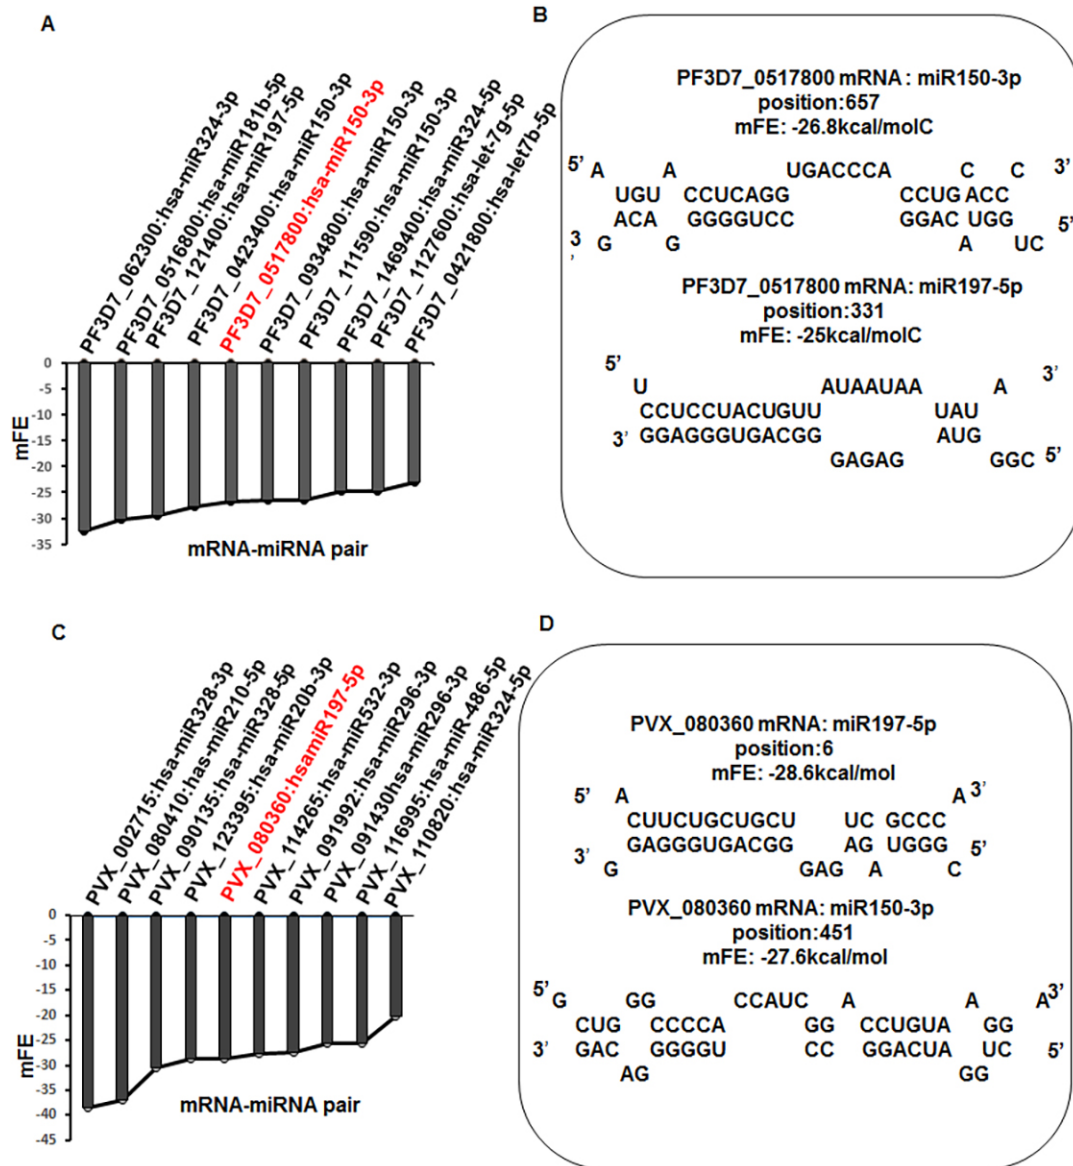 A
PF3D7_062300:hsa-miR324-3p
PF3D7_0516800:hsa-miR181b-5p
PF3D7_121400:hsa-miR197-5p
PF3D7_0423400:hsa-miR150-3p
PF3D7_0517800:hsa-miR150-3p
PF3D7_0934800:hsa-miR150-3p
PF3D7_111590:hsa-miR150-3p
PF3D7_1469400:hsa-miR324-5p
PF3D7_1127600:hsa-let-7g-5p
PF3D7_0421800:hsa-let7b-5p
0
-5
-10
-15
-20
-25
-30
-35
mFE
mRNA-miRNA pair
B
PF3D7_0517800 mRNA: miR150-3p
position:657
mFE: -26.8kcal/molC
5' A A UGACCCA C C 3'
UGU CCUCAGG CCUG ACC
ACA GGGGUCC GGAC UGG 5'
3' G G A UC
PF3D7_0517800 mRNA: miR197-5p
position:331
mFE: -25kcal/molC
5' U AUAAUAA A 3'
CCUCCUACUGUU UAU
3' GGAGGGUGACGG AUG
GAGAG GGC 5'
C
PVX_002715:hsa-miR328-3p
PVX_080410:has-miR210-5p
PVX_090135:hsa-miR328-5p
PVX_123395:hsa-miR20b-3p
PVX_080360:hsamiR197-5p
PVX_114265:hsa-miR532-3p
PVX_091992:hsa-miR296-3p
PVX_091430hsa-miR296-3p
PVX_116995:hsa-miR-486-5p
PVX_110820:hsa-miR324-5p
0
-5
-10
-15
-20
-25
-30
-35
-40
-45
mFE
mRNA-miRNA pair
D
PVX_080360 mRNA: miR197-5p
position:6
mFE: -28.6kcal/mol
5' A A 3'
CUUCUGCUGCU UC GCCC
GAGGGUGACGG AG UGGG 5'
3' G GAG A C
PVX_080360 mRNA: miR150-3p
position:451
mFE: -27.6kcal/mol
5' G GG CCAUC A A A 3'
CUG CCCCA GG CCUGUA GG
3' GAC GGGGU CC GGACUA UC 5'
AG GG